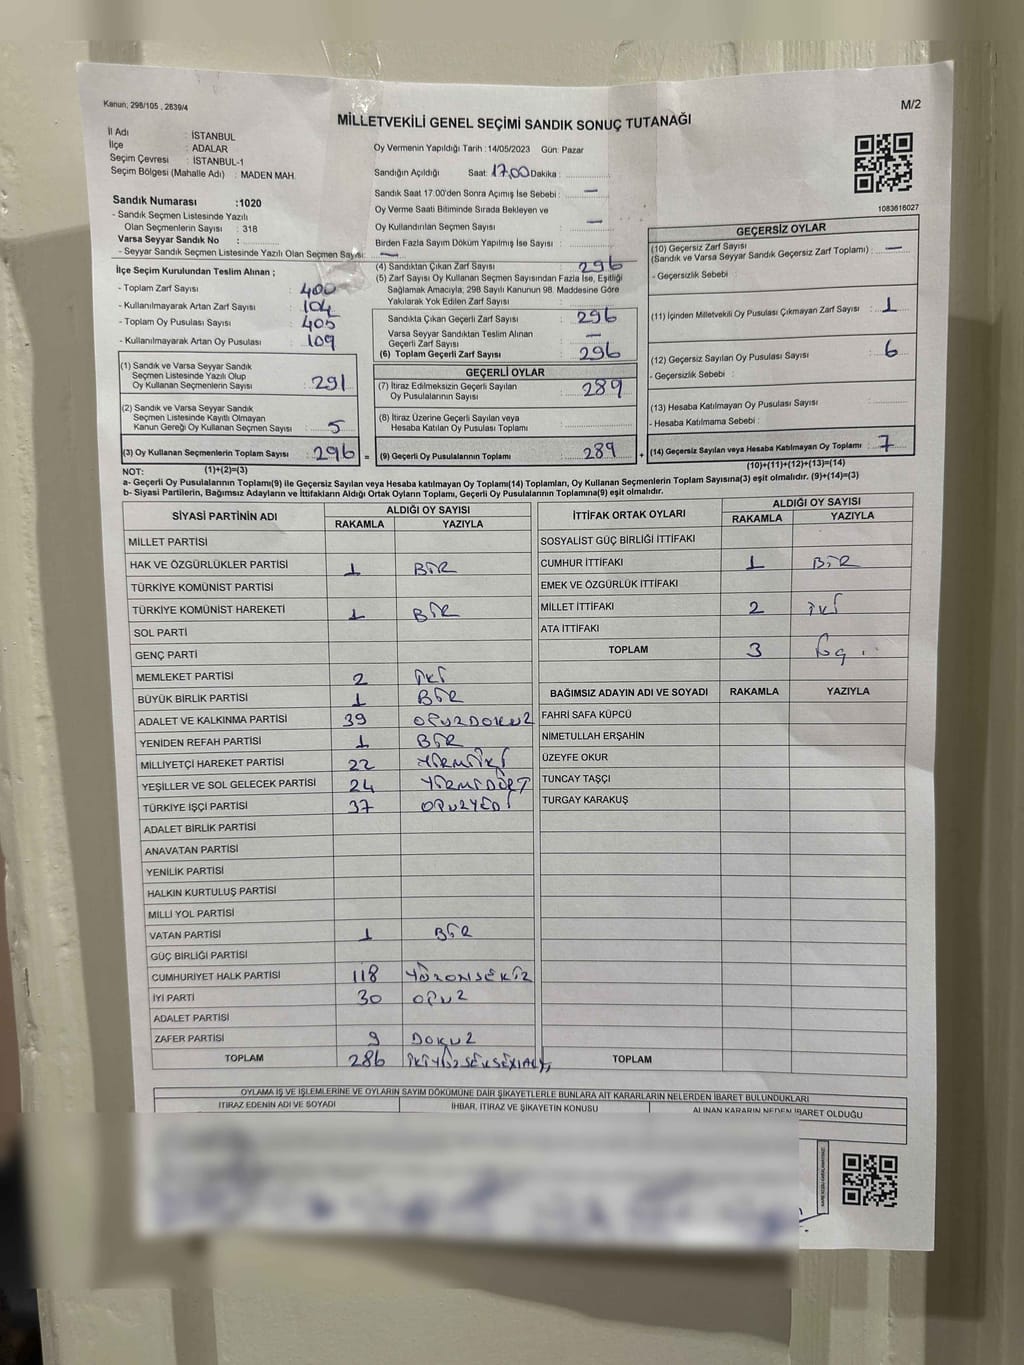 Kanun; 298/105 , 2839/4
M/2
MİLLETVEKİLİ GENEL SEÇİMİ SANDIK SONUÇ TUTANAĞI
İl Adı : İSTANBUL
İlçe : ADALAR
Seçim Çevresi : İSTANBUL-1
Seçim Bölgesi (Mahalle Adı) : MADEN MAH.
Sandık Numarası :1020
- Sandık Seçmen Listesinde Yazılı
Olan Seçmenlerin Sayısı : 318
Varsa Seyyar Sandık No :
- Seyyar Sandık Seçmen Listesinde Yazılı Olan Seçmen Sayısı: —
İlçe Seçim Kurulundan Teslim Alınan ;
- Toplam Zarf Sayısı : 400
- Kullanılmayarak Artan Zarf Sayısı : 104
- Toplam Oy Pusulası Sayısı : 405
- Kullanılmayarak Artan Oy Pusulası : 109
(1) Sandık ve Varsa Seyyar Sandık
Seçmen Listesinde Yazılı Olup
Oy Kullanan Seçmenlerin Sayısı : 291
(2) Sandık ve Varsa Seyyar Sandık
Seçmen Listesinde Kayıtlı Olmayan
Kanun Gereği Oy Kullanan Seçmen Sayısı : 5
(3) Oy Kullanan Seçmenlerin Toplam Sayısı : 296 =
Oy Vermenin Yapıldığı Tarih :14/05/2023 Gün: Pazar
Sandığın Açıldığı Saat: 17.00 Dakika :
Sandık Saat 17.00'den Sonra Açımış İse Sebebi : —
Oy Verme Saati Bitiminde Sırada Bekleyen ve
Oy Kullandırılan Seçmen Sayısı : —
Birden Fazla Sayım Döküm Yapılmış İse Sayısı :
(4) Sandıktan Çıkan Zarf Sayısı : 296
(5) Zarf Sayısı Oy Kullanan Seçmen Sayısından Fazla İse, Eşitliği
Sağlamak Amacıyla, 298 Sayılı Kanunun 98. Maddesine Göre
Yakılarak Yok Edilen Zarf Sayısı :
Sandıkta Çıkan Geçerli Zarf Sayısı : 296
Varsa Seyyar Sandıktan Teslim Alınan
Geçerli Zarf Sayısı : —
(6) Toplam Geçerli Zarf Sayısı : 296
GEÇERLİ OYLAR
(7) İtiraz Edilmeksizin Geçerli Sayılan
Oy Pusulalarının Sayısı : 289
(8) İtiraz Üzerine Geçerli Sayılan veya
Hesaba Katılan Oy Pusulası Toplamı :
(9) Geçerli Oy Pusulalarının Toplamı : 289 +
1083616027
GEÇERSİZ OYLAR
(10) Geçersiz Zarf Sayısı
(Sandık ve Varsa Seyyar Sandık Geçersiz Zarf Toplamı) : —
- Geçersizlik Sebebi :
(11) İçinden Milletvekili Oy Pusulası Çıkmayan Zarf Sayısı : 1
(12) Geçersiz Sayılan Oy Pusulası Sayısı : 6
- Geçersizlik Sebebi :
(13) Hesaba Katılmayan Oy Pusulası Sayısı :
- Hesaba Katılmama Sebebi :
(14) Geçersiz Sayılan veya Hesaba Katılmayan Oy Toplamı : 7
NOT: (1)+(2)=(3)
(10)+(11)+(12)+(13)=(14)
a- Geçerli Oy Pusulalarının Toplamı(9) ile Geçersiz Sayılan veya Hesaba katılmayan Oy Toplamı(14) Toplamları, Oy Kullanan Seçmenlerin Toplam Sayısına(3) eşit olmalıdır. (9)+(14)=(3)
b- Siyasi Partilerin, Bağımsız Adayların ve İttifakların Aldığı Ortak Oyların Toplamı, Geçerli Oy Pusulalarının Toplamına(9) eşit olmalıdır.
SİYASİ PARTİNİN ADI ALDIĞI OY SAYISI
RAKAMLA YAZIYLA
MİLLET PARTİSİ
HAK VE ÖZGÜRLÜKLER PARTİSİ 1 BİR
TÜRKİYE KOMÜNİST PARTİSİ
TÜRKİYE KOMÜNİST HAREKETİ 1 BİR
SOL PARTİ
GENÇ PARTİ
MEMLEKET PARTİSİ 2 İKİ
BÜYÜK BİRLİK PARTİSİ 1 BİR
ADALET VE KALKINMA PARTİSİ 39 OTUZDOKUZ
YENİDEN REFAH PARTİSİ 1 BİR
MİLLİYETÇİ HAREKET PARTİSİ 22 YİRMİİKİ
YEŞİLLER VE SOL GELECEK PARTİSİ 24 YİRMİDÖRT
TÜRKİYE İŞÇİ PARTİSİ 37 OTUZYEDİ
ADALET BİRLİK PARTİSİ
ANAVATAN PARTİSİ
YENİLİK PARTİSİ
HALKIN KURTULUŞ PARTİSİ
MİLLİ YOL PARTİSİ
VATAN PARTİSİ 1 BİR
GÜÇ BİRLİĞİ PARTİSİ
CUMHURİYET HALK PARTİSİ 118 YÜZONSEKİZ
İYİ PARTİ 30 OTUZ
ADALET PARTİSİ
ZAFER PARTİSİ 9 DOKUZ
TOPLAM 286 İKİYÜZSEKSENALTI
İTTİFAK ORTAK OYLARI ALDIĞI OY SAYISI
RAKAMLA YAZIYLA
SOSYALİST GÜÇ BİRLİĞİ İTTİFAKI
CUMHUR İTTİFAKI 1 BİR
EMEK VE ÖZGÜRLÜK İTTİFAKI
MİLLET İTTİFAKI 2 İKİ
ATA İTTİFAKI
TOPLAM 3 Üç
BAĞIMSIZ ADAYIN ADI VE SOYADI RAKAMLA YAZIYLA
FAHRİ SAFA KÜPCÜ
NİMETULLAH ERŞAHİN
ÜZEYFE OKUR
TUNCAY TAŞÇI
TURGAY KARAKUŞ
TOPLAM
OYLAMA İŞ VE İŞLEMLERİNE VE OYLARIN SAYIM DÖKÜMÜNE DAİR ŞİKAYETLERLE BUNLARA AİT KARARLARIN NELERDEN İBARET BULUNDUKLARI
İTİRAZ EDENİN ADI VE SOYADI İHBAR, İTİRAZ VE ŞİKAYETİN KONUSU ALINAN KARARIN NEDEN İBARET OLDUĞU